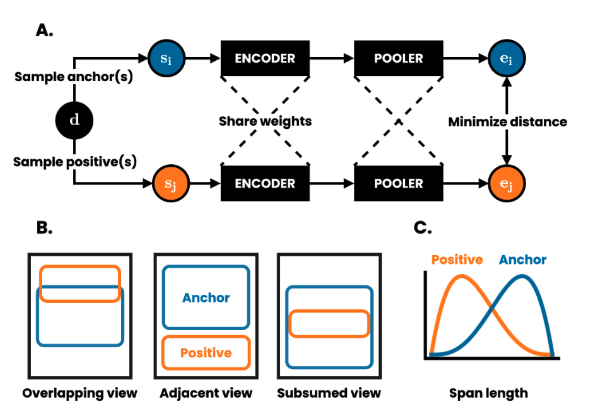 A.
s_i ENCODER POOLER e_i
Sample anchor(s)
d Share weights Minimize distance
Sample positive(s)
s_j ENCODER POOLER e_j
B.
Anchor
Positive
Overlapping view Adjacent view Subsumed view
C.
Positive Anchor
Span length